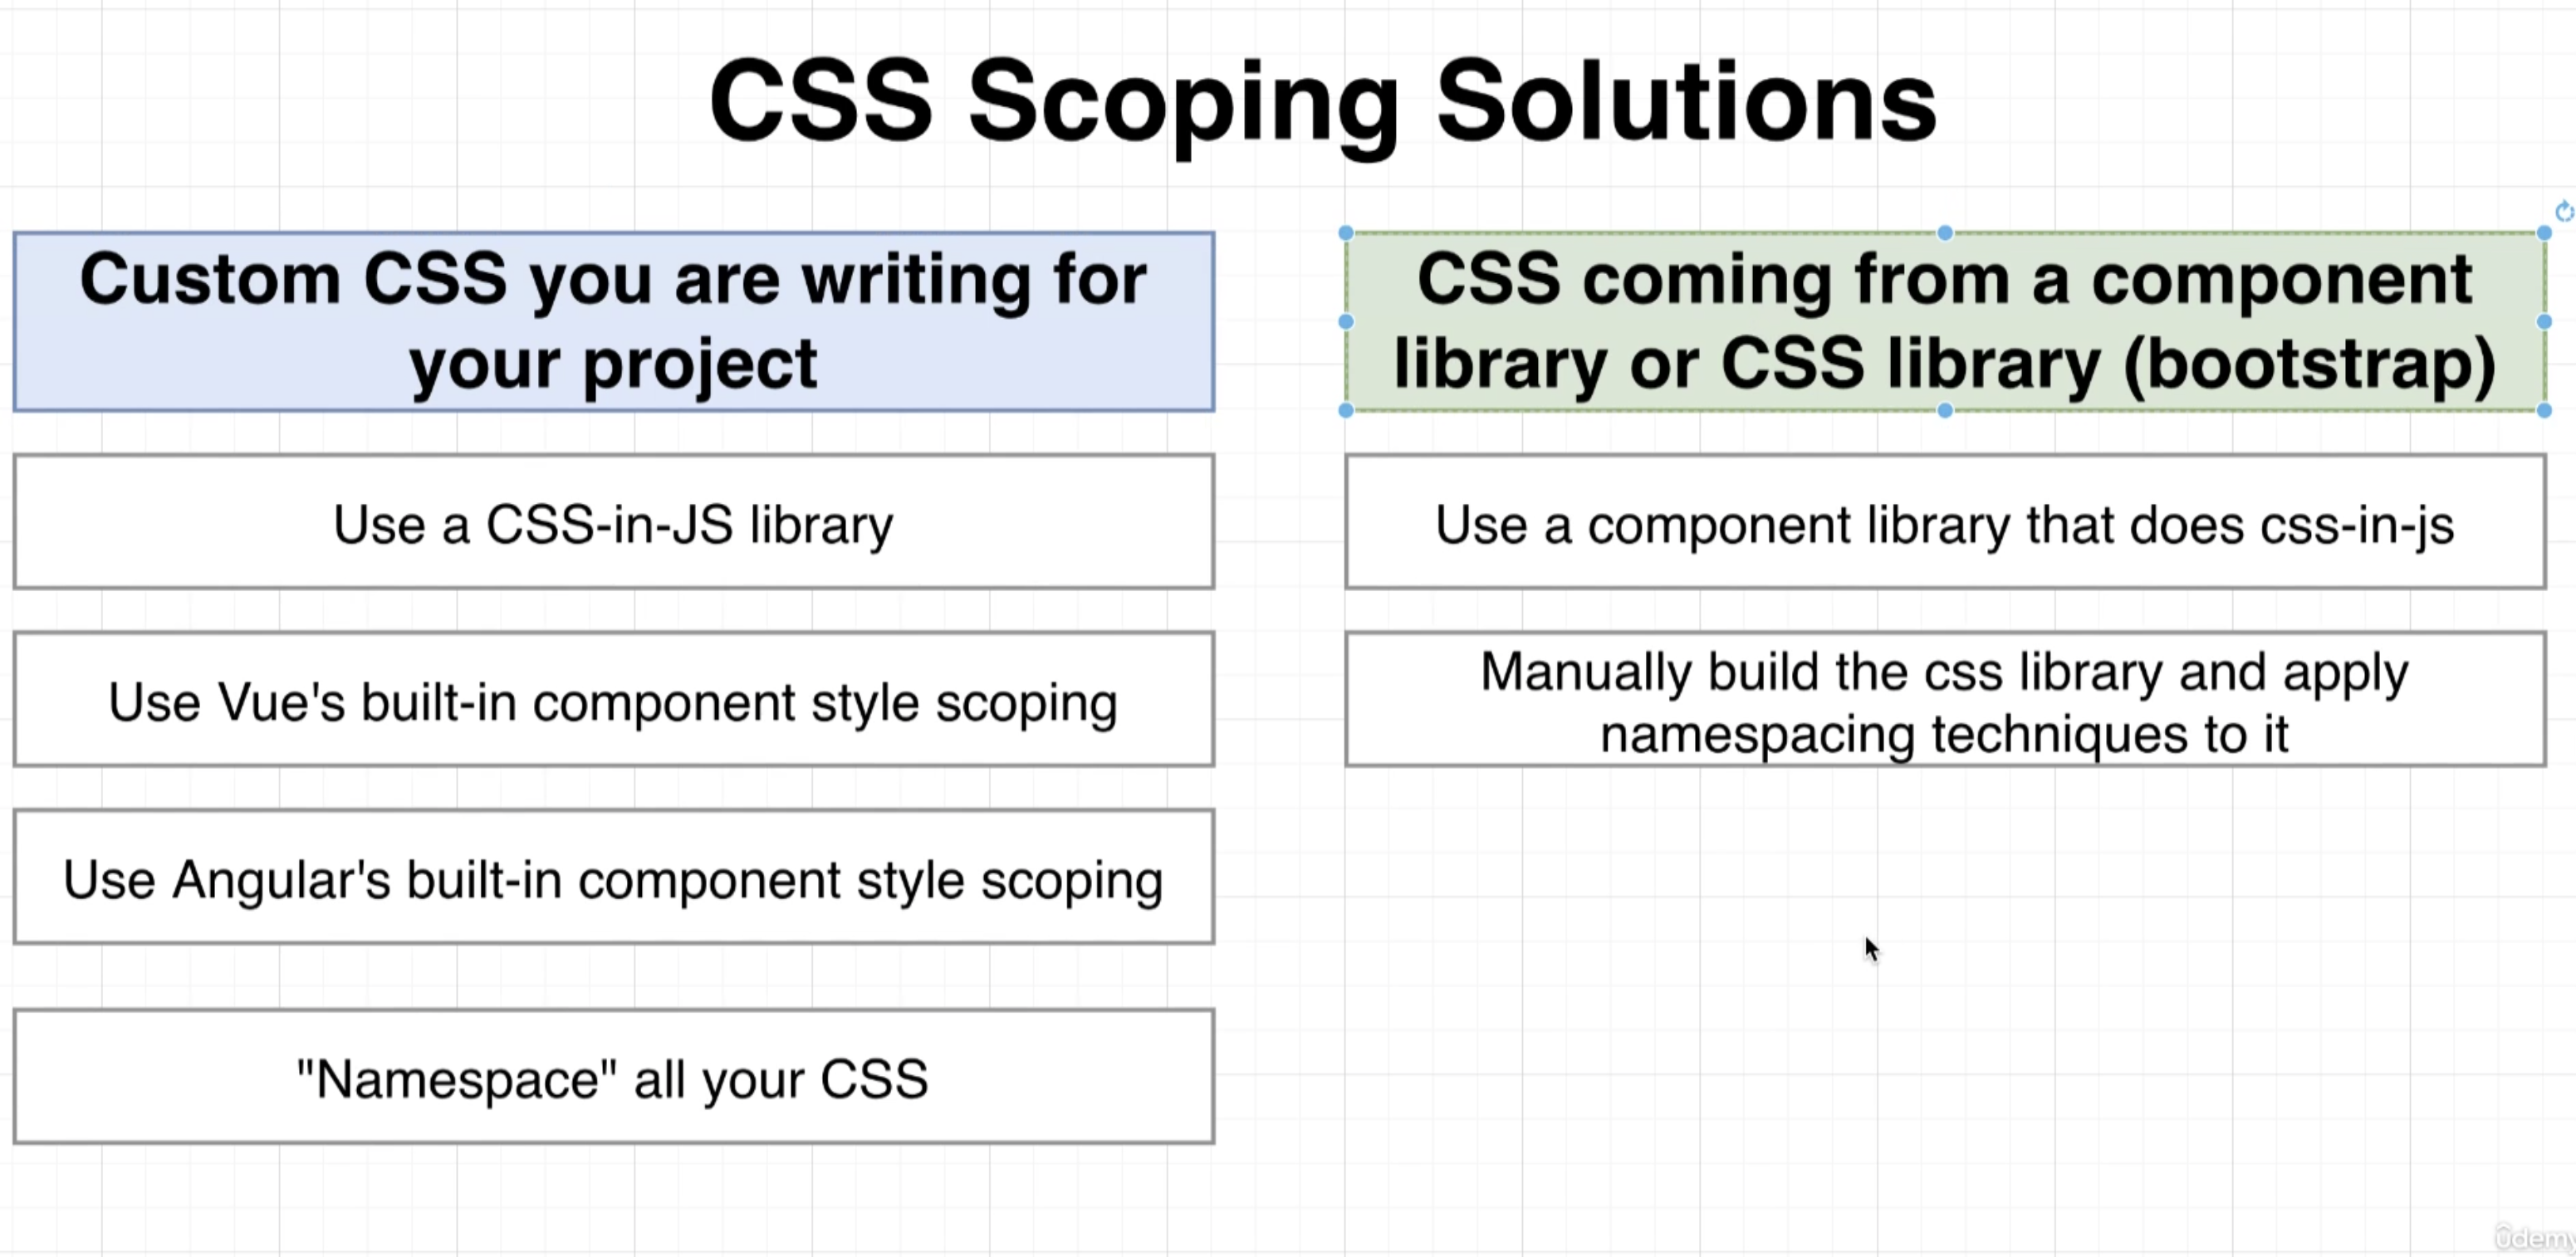 CSS Scoping Solutions
Custom CSS you are writing for
your project
Use a CSS-in-JS library
Use Vue's built-in component style scoping
Use Angular's built-in component style scoping
"Namespace" all your CSS
CSS coming from a component
library or CSS library (bootstrap)
Use a component library that does css-in-js
Manually build the css library and apply
namespacing techniques to it
ûdemy